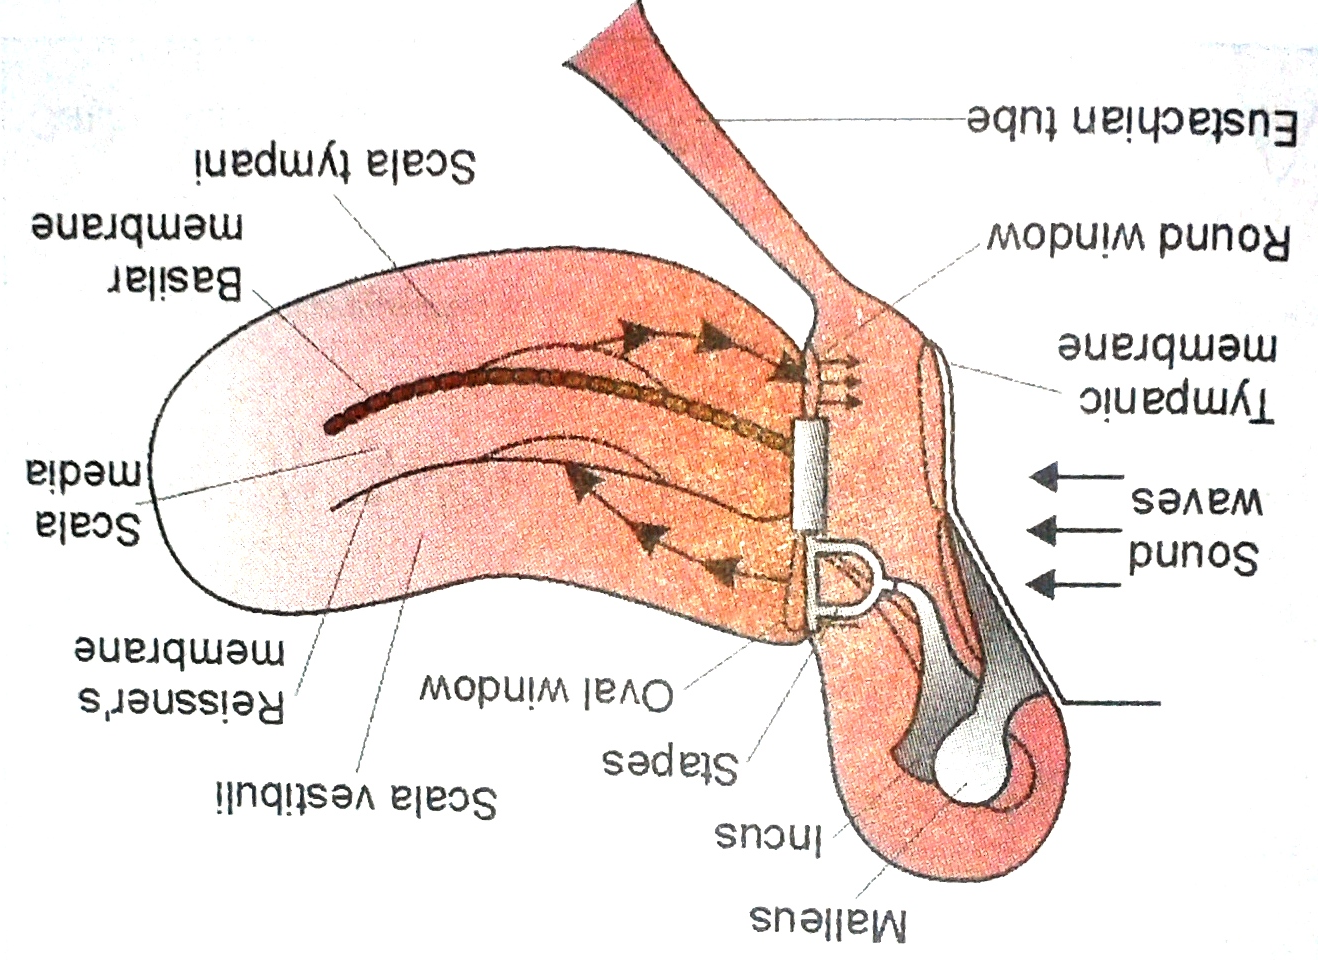 Malleus
Incus
Stapes
Scala vestibuli
Oval window
Reissner's
membrane
Sound
waves
Scala
media
Tympanic
membrane
Basilar
membrane
Round window
Scala tympani
Eustachian tube